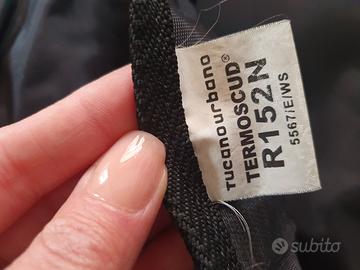 Tucanourbano
TERMOSCUD®
R152N
5567/E/WS
subito